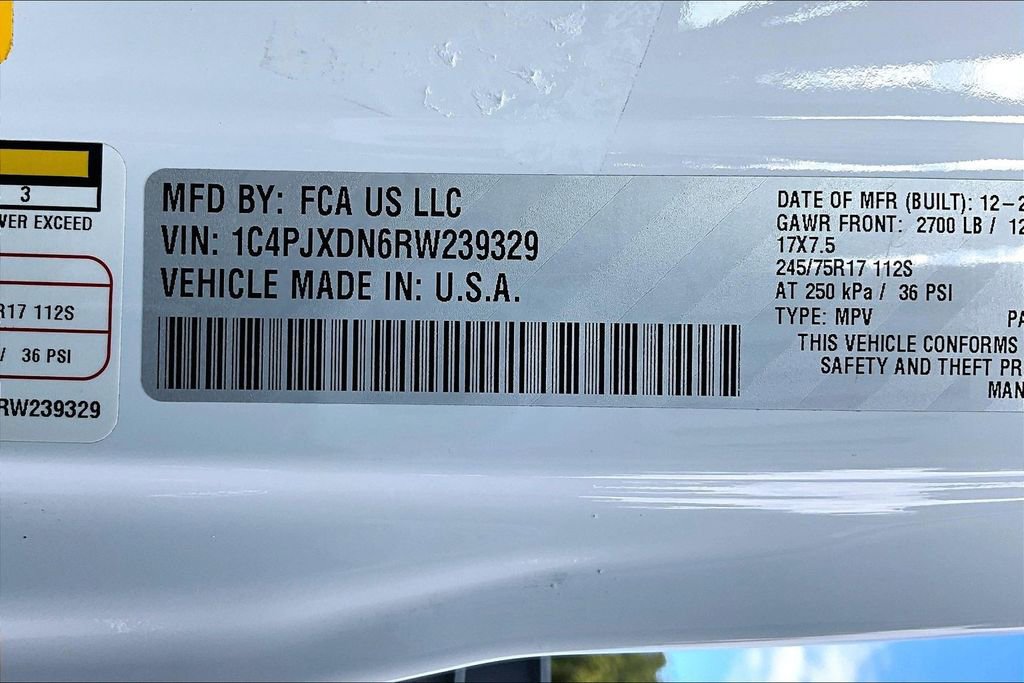 3
VER EXCEED
R17 112S
/ 36 PSI
RW239329
MFD BY: FCA US LLC
VIN: 1C4PJXDN6RW239329
VEHICLE MADE IN: U.S.A.
DATE OF MFR (BUILT): 12-2
GAWR FRONT: 2700 LB / 12
17X7.5
245/75R17 112S
AT 250 kPa / 36 PSI
TYPE: MPV PA
THIS VEHICLE CONFORMS
SAFETY AND THEFT PR
MAN